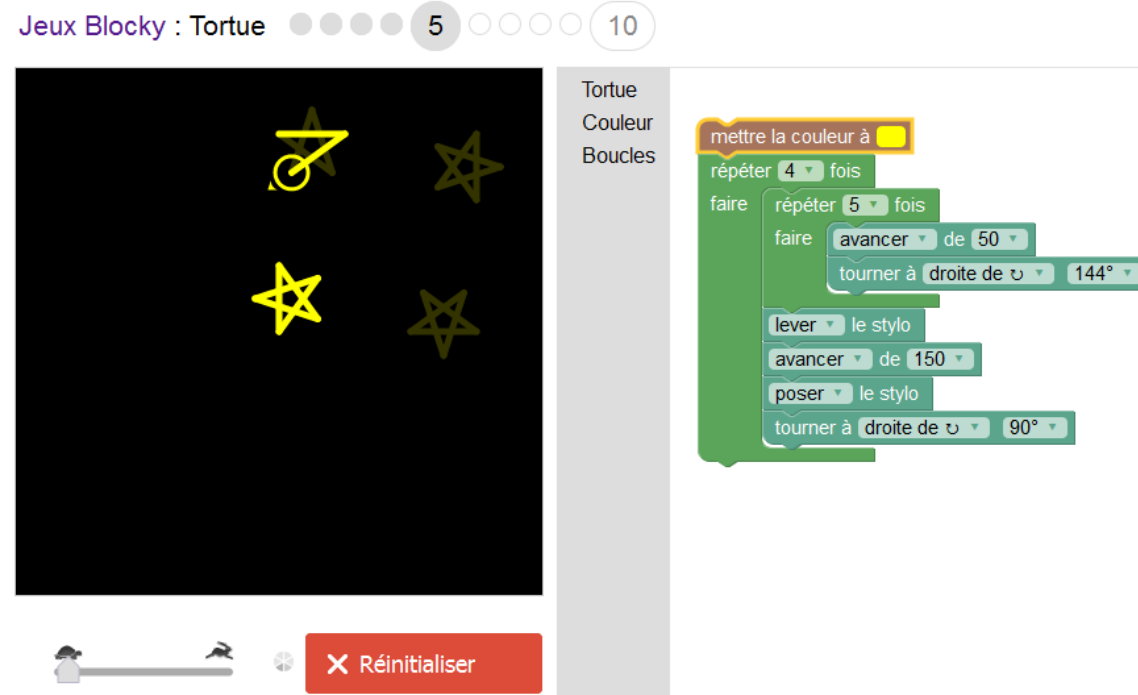 Jeux Blocky : Tortue 5 10
Tortue
Couleur
Boucles
mettre la couleur à
répéter 4 fois
faire répéter 5 fois
faire avancer de 50
tourner à droite de ↻ 144°
lever le stylo
avancer de 150
poser le stylo
tourner à droite de ↻ 90°
Réinitialiser